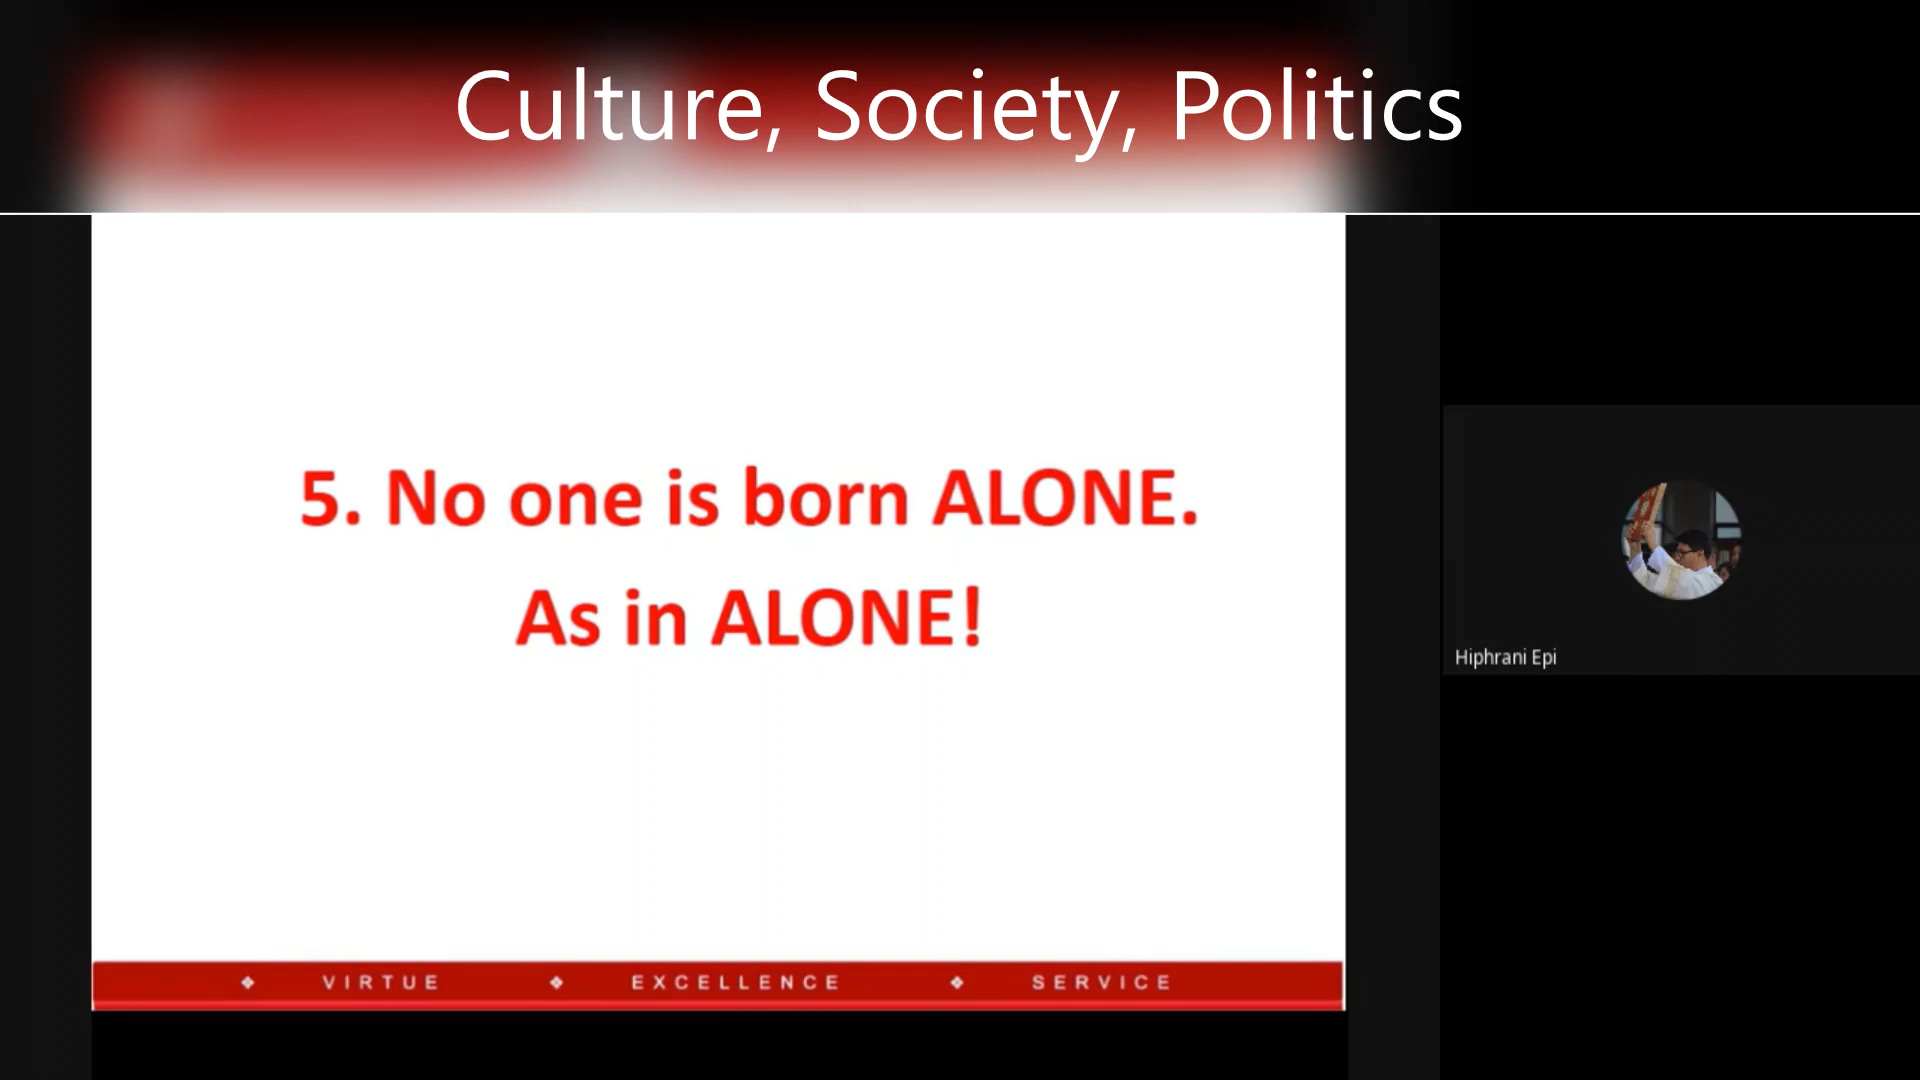 Culture, Society, Politics
5. No one is born ALONE.
As in ALONE!
Hiphrani Epi
❖ VIRTUE ❖ EXCELLENCE ❖ SERVICE